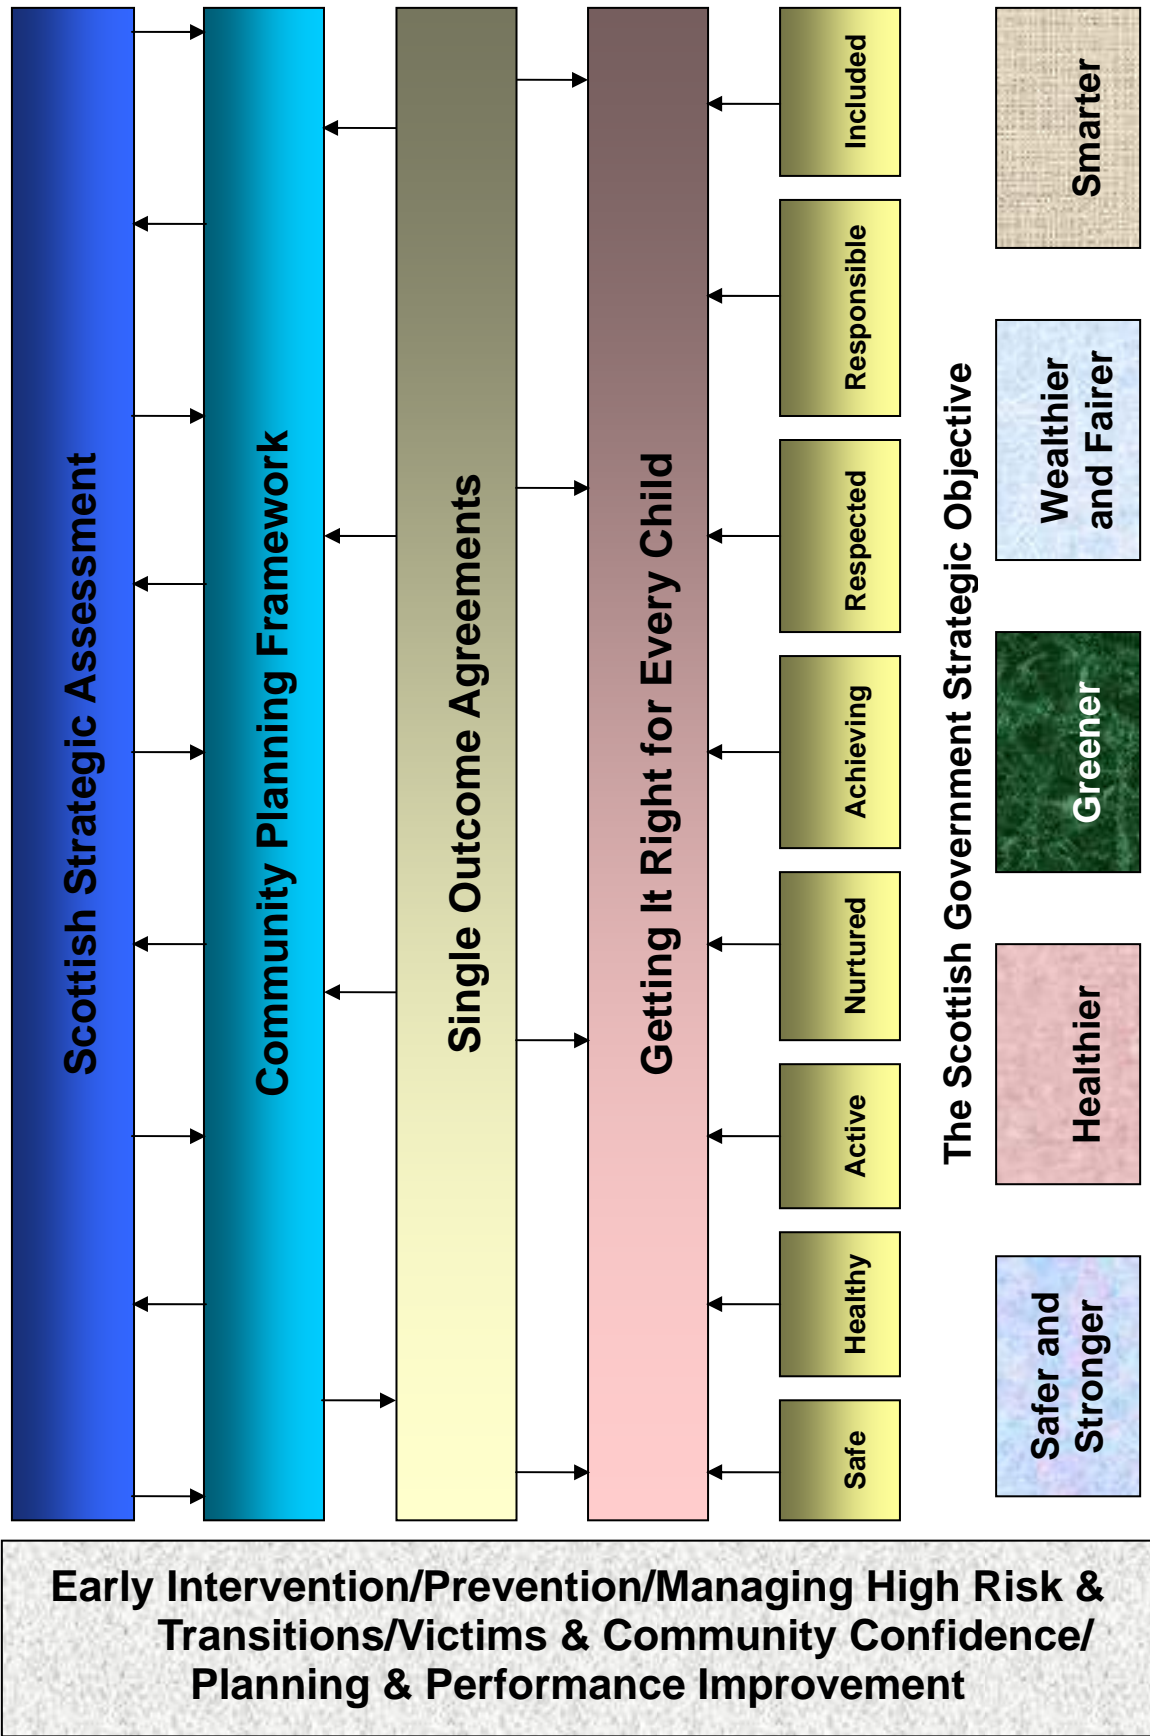 Scottish Strategic Assessment
Community Planning Framework
Single Outcome Agreements
Getting It Right for Every Child
Safe
Healthy
Active
Nurtured
Achieving
Respected
Responsible
Included
The Scottish Government Strategic Objective
Safer and
Stronger
Healthier
Greener
Wealthier
and Fairer
Smarter
Early Intervention/Prevention/Managing High Risk &
Transitions/Victims & Community Confidence/
Planning & Performance Improvement